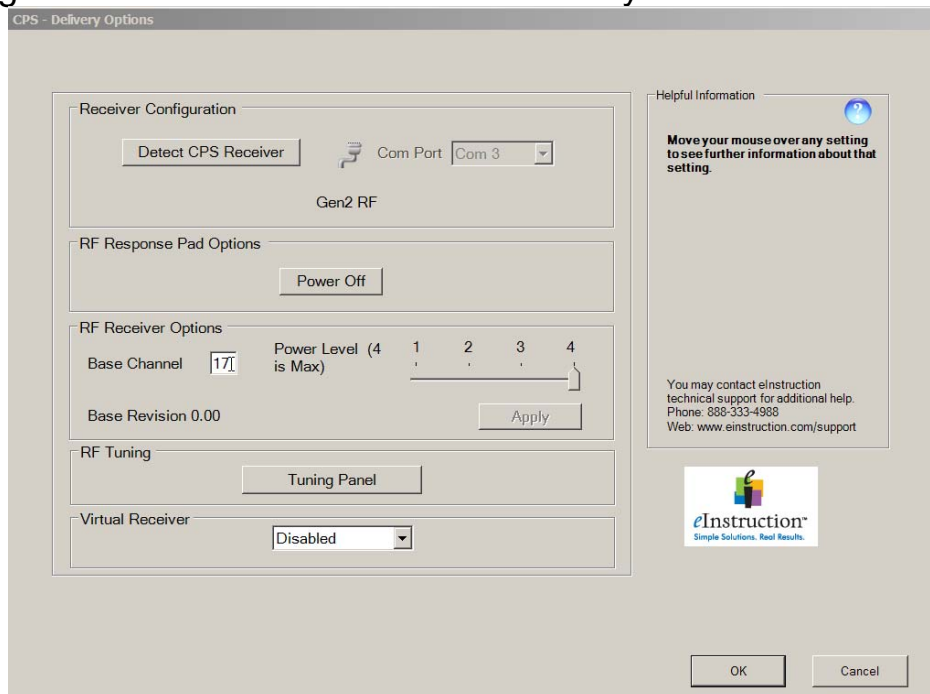 CPS - Delivery Options
Receiver Configuration
Detect CPS Receiver
Com Port
Com 3
Gen2 RF
RF Response Pad Options
Power Off
RF Receiver Options
Base Channel
17
Power Level (4
is Max)
1 2 3 4
Base Revision 0.00
Apply
RF Tuning
Tuning Panel
Virtual Receiver
Disabled
Helpful Information
?
Move your mouse over any setting
to see further information about that
setting.
You may contact eInstruction
technical support for additional help.
Phone: 888-333-4988
Web: www.einstruction.com/support
eInstruction™
Simple Solutions. Real Results.
OK
Cancel